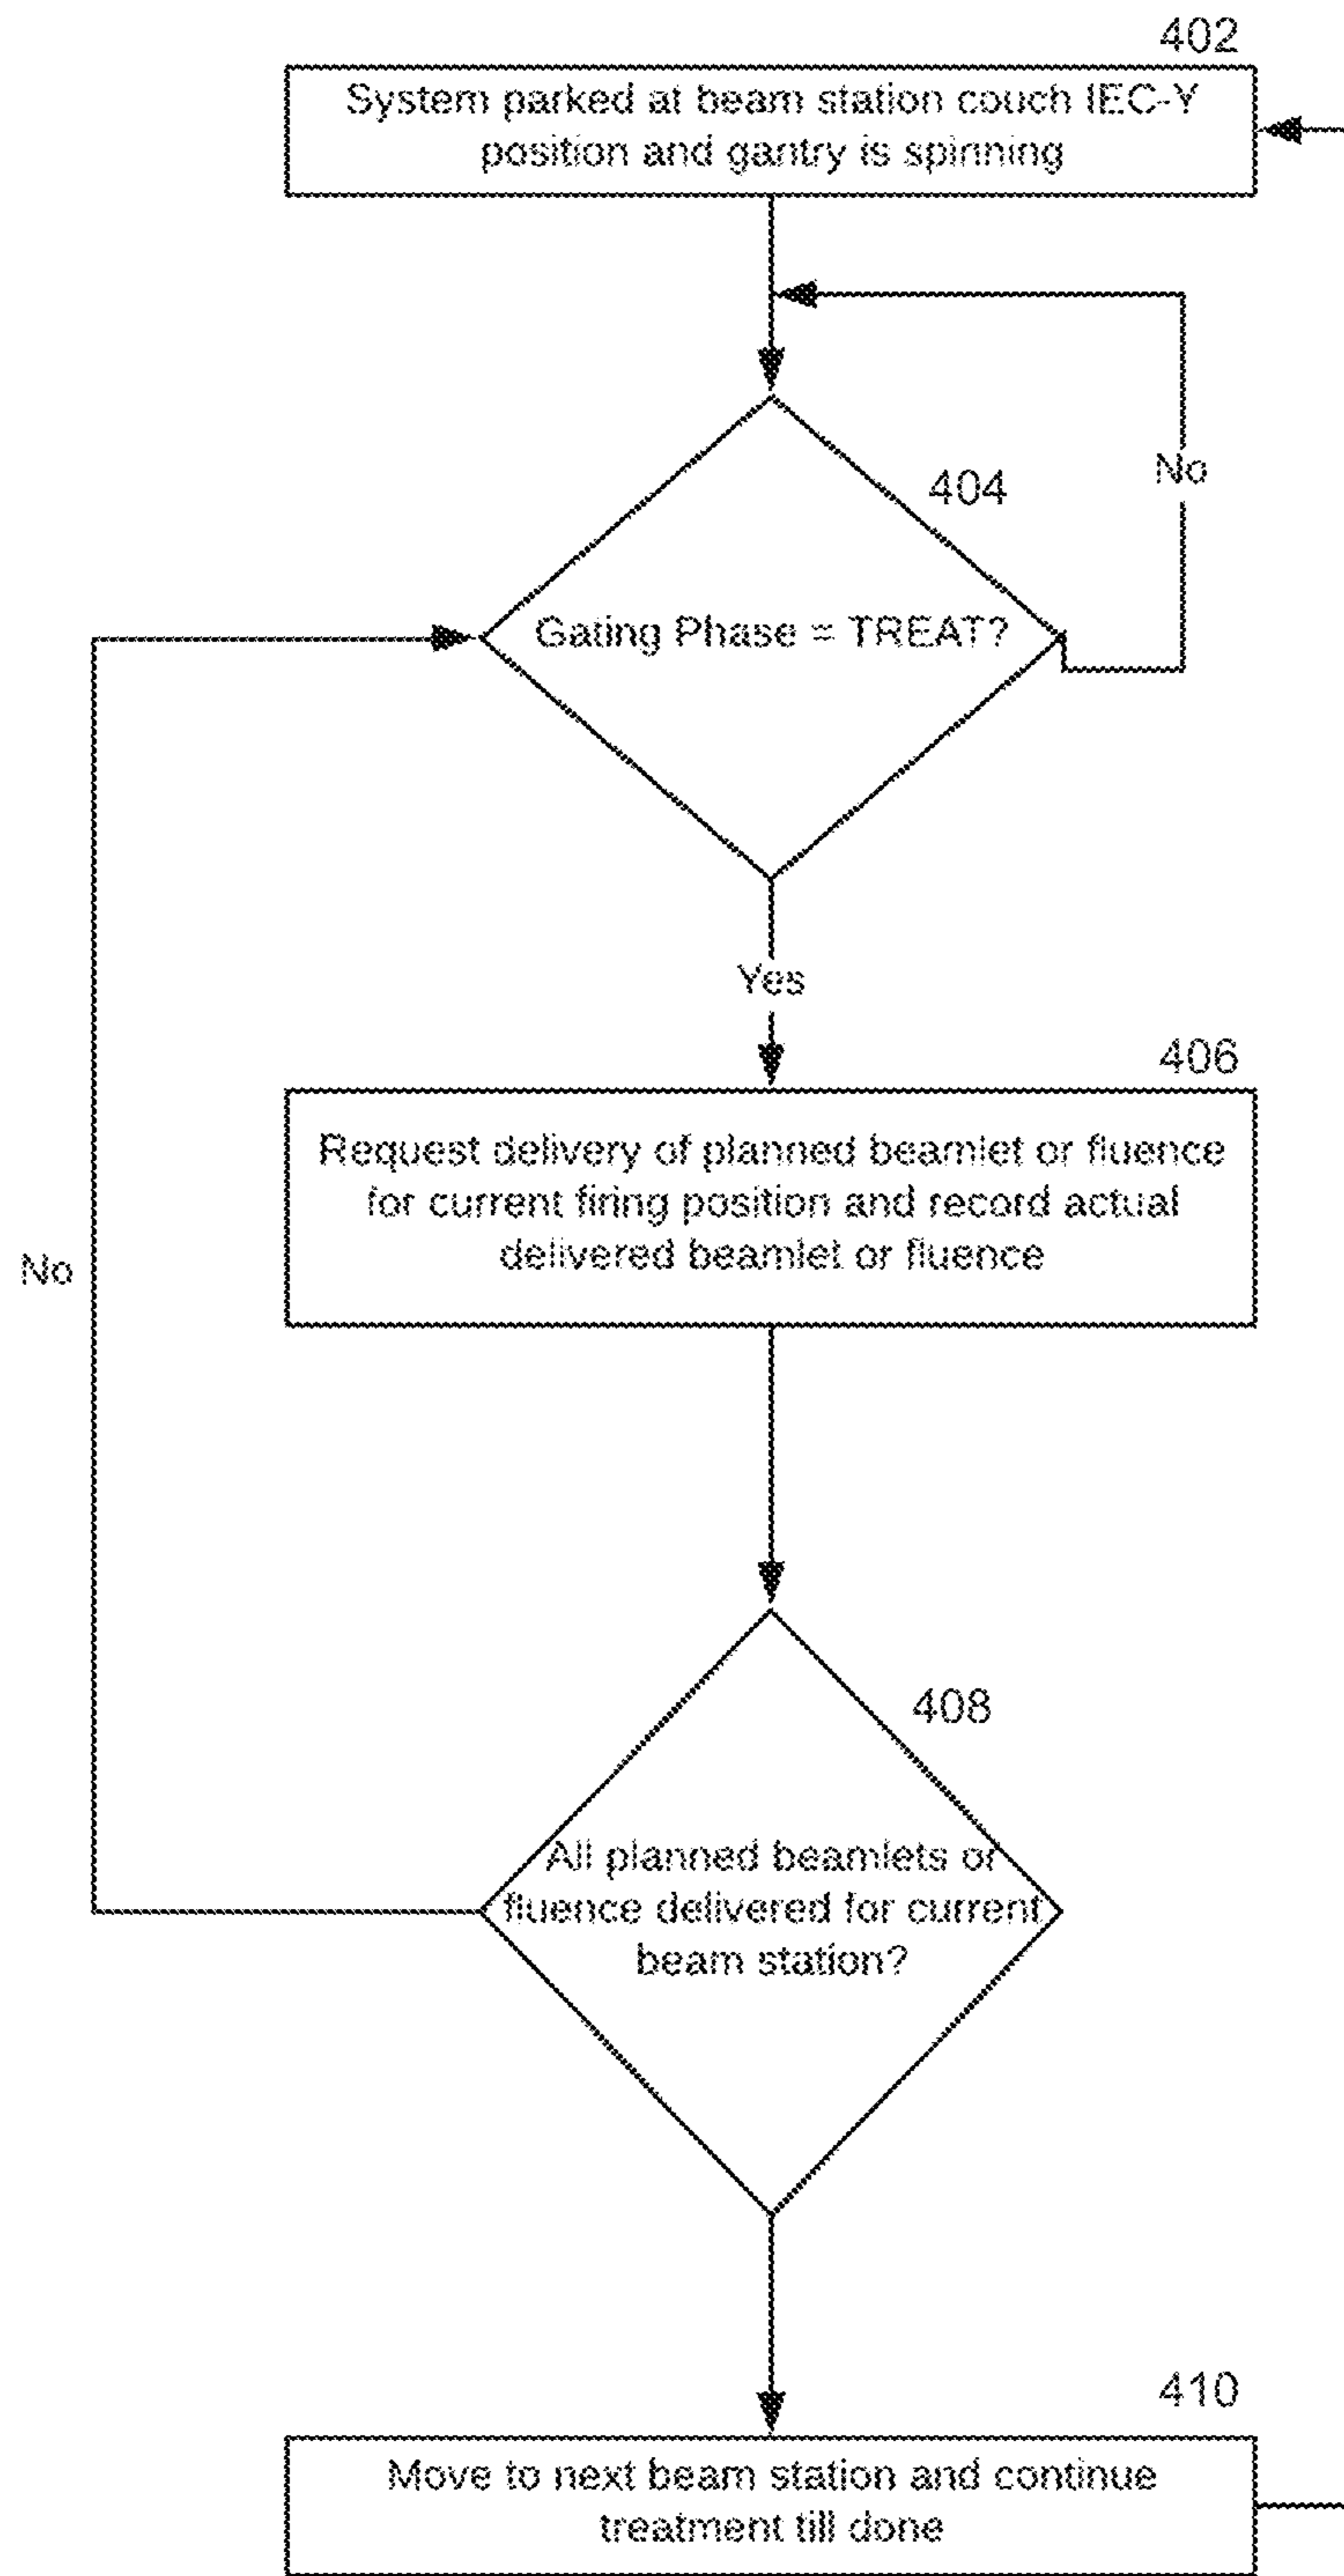 402
System parked at beam station couch IEC-Y
position and gantry is spinning
404
No
Gating Phase = TREAT?
Yes
406
Request delivery of planned beamlet or fluence
for current firing position and record actual
delivered beamlet or fluence
No
408
All planned beamlets or
fluence delivered for current
beam station?
410
Move to next beam station and continue
treatment till done